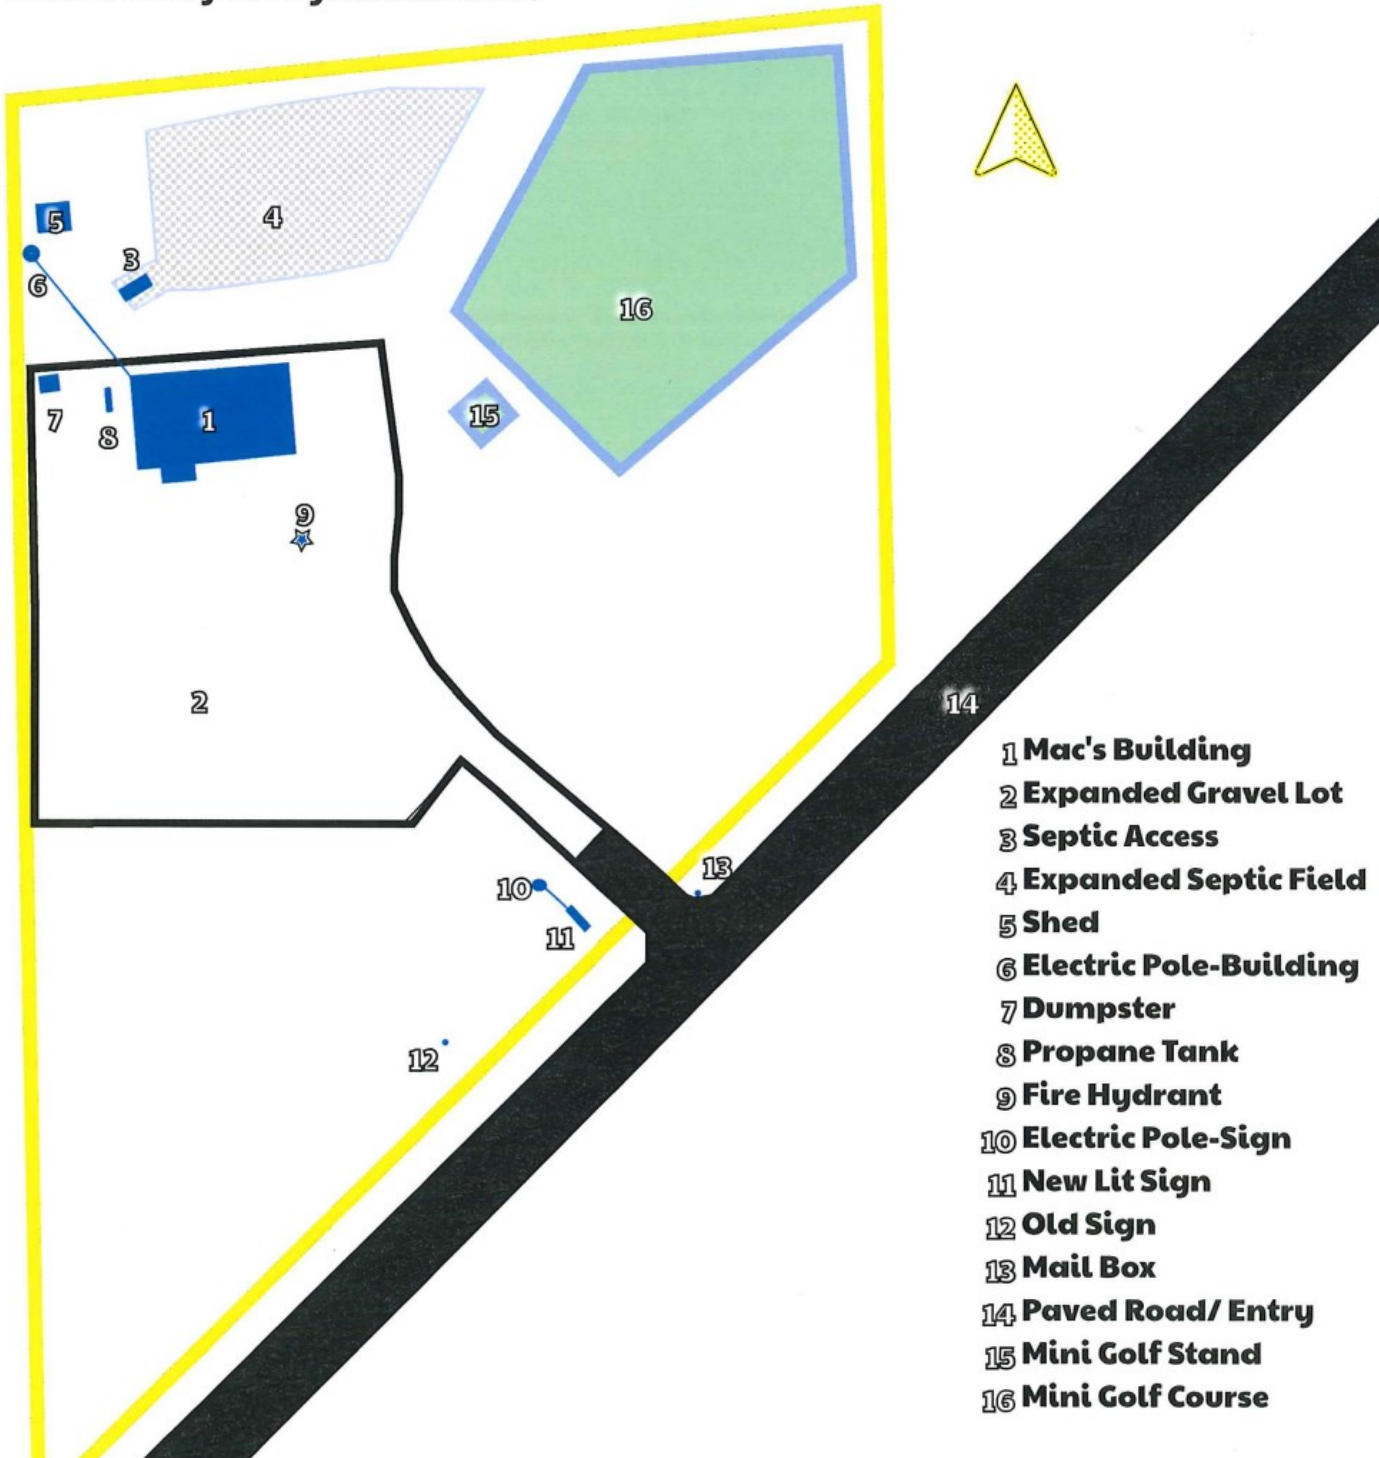 5
4
3
6
16
7
8
1
15
9
2
14
13
10
11
12
1 Mac's Building
2 Expanded Gravel Lot
3 Septic Access
4 Expanded Septic Field
5 Shed
6 Electric Pole-Building
7 Dumpster
8 Propane Tank
9 Fire Hydrant
10 Electric Pole-Sign
11 New Lit Sign
12 Old Sign
13 Mail Box
14 Paved Road/ Entry
15 Mini Golf Stand
16 Mini Golf Course